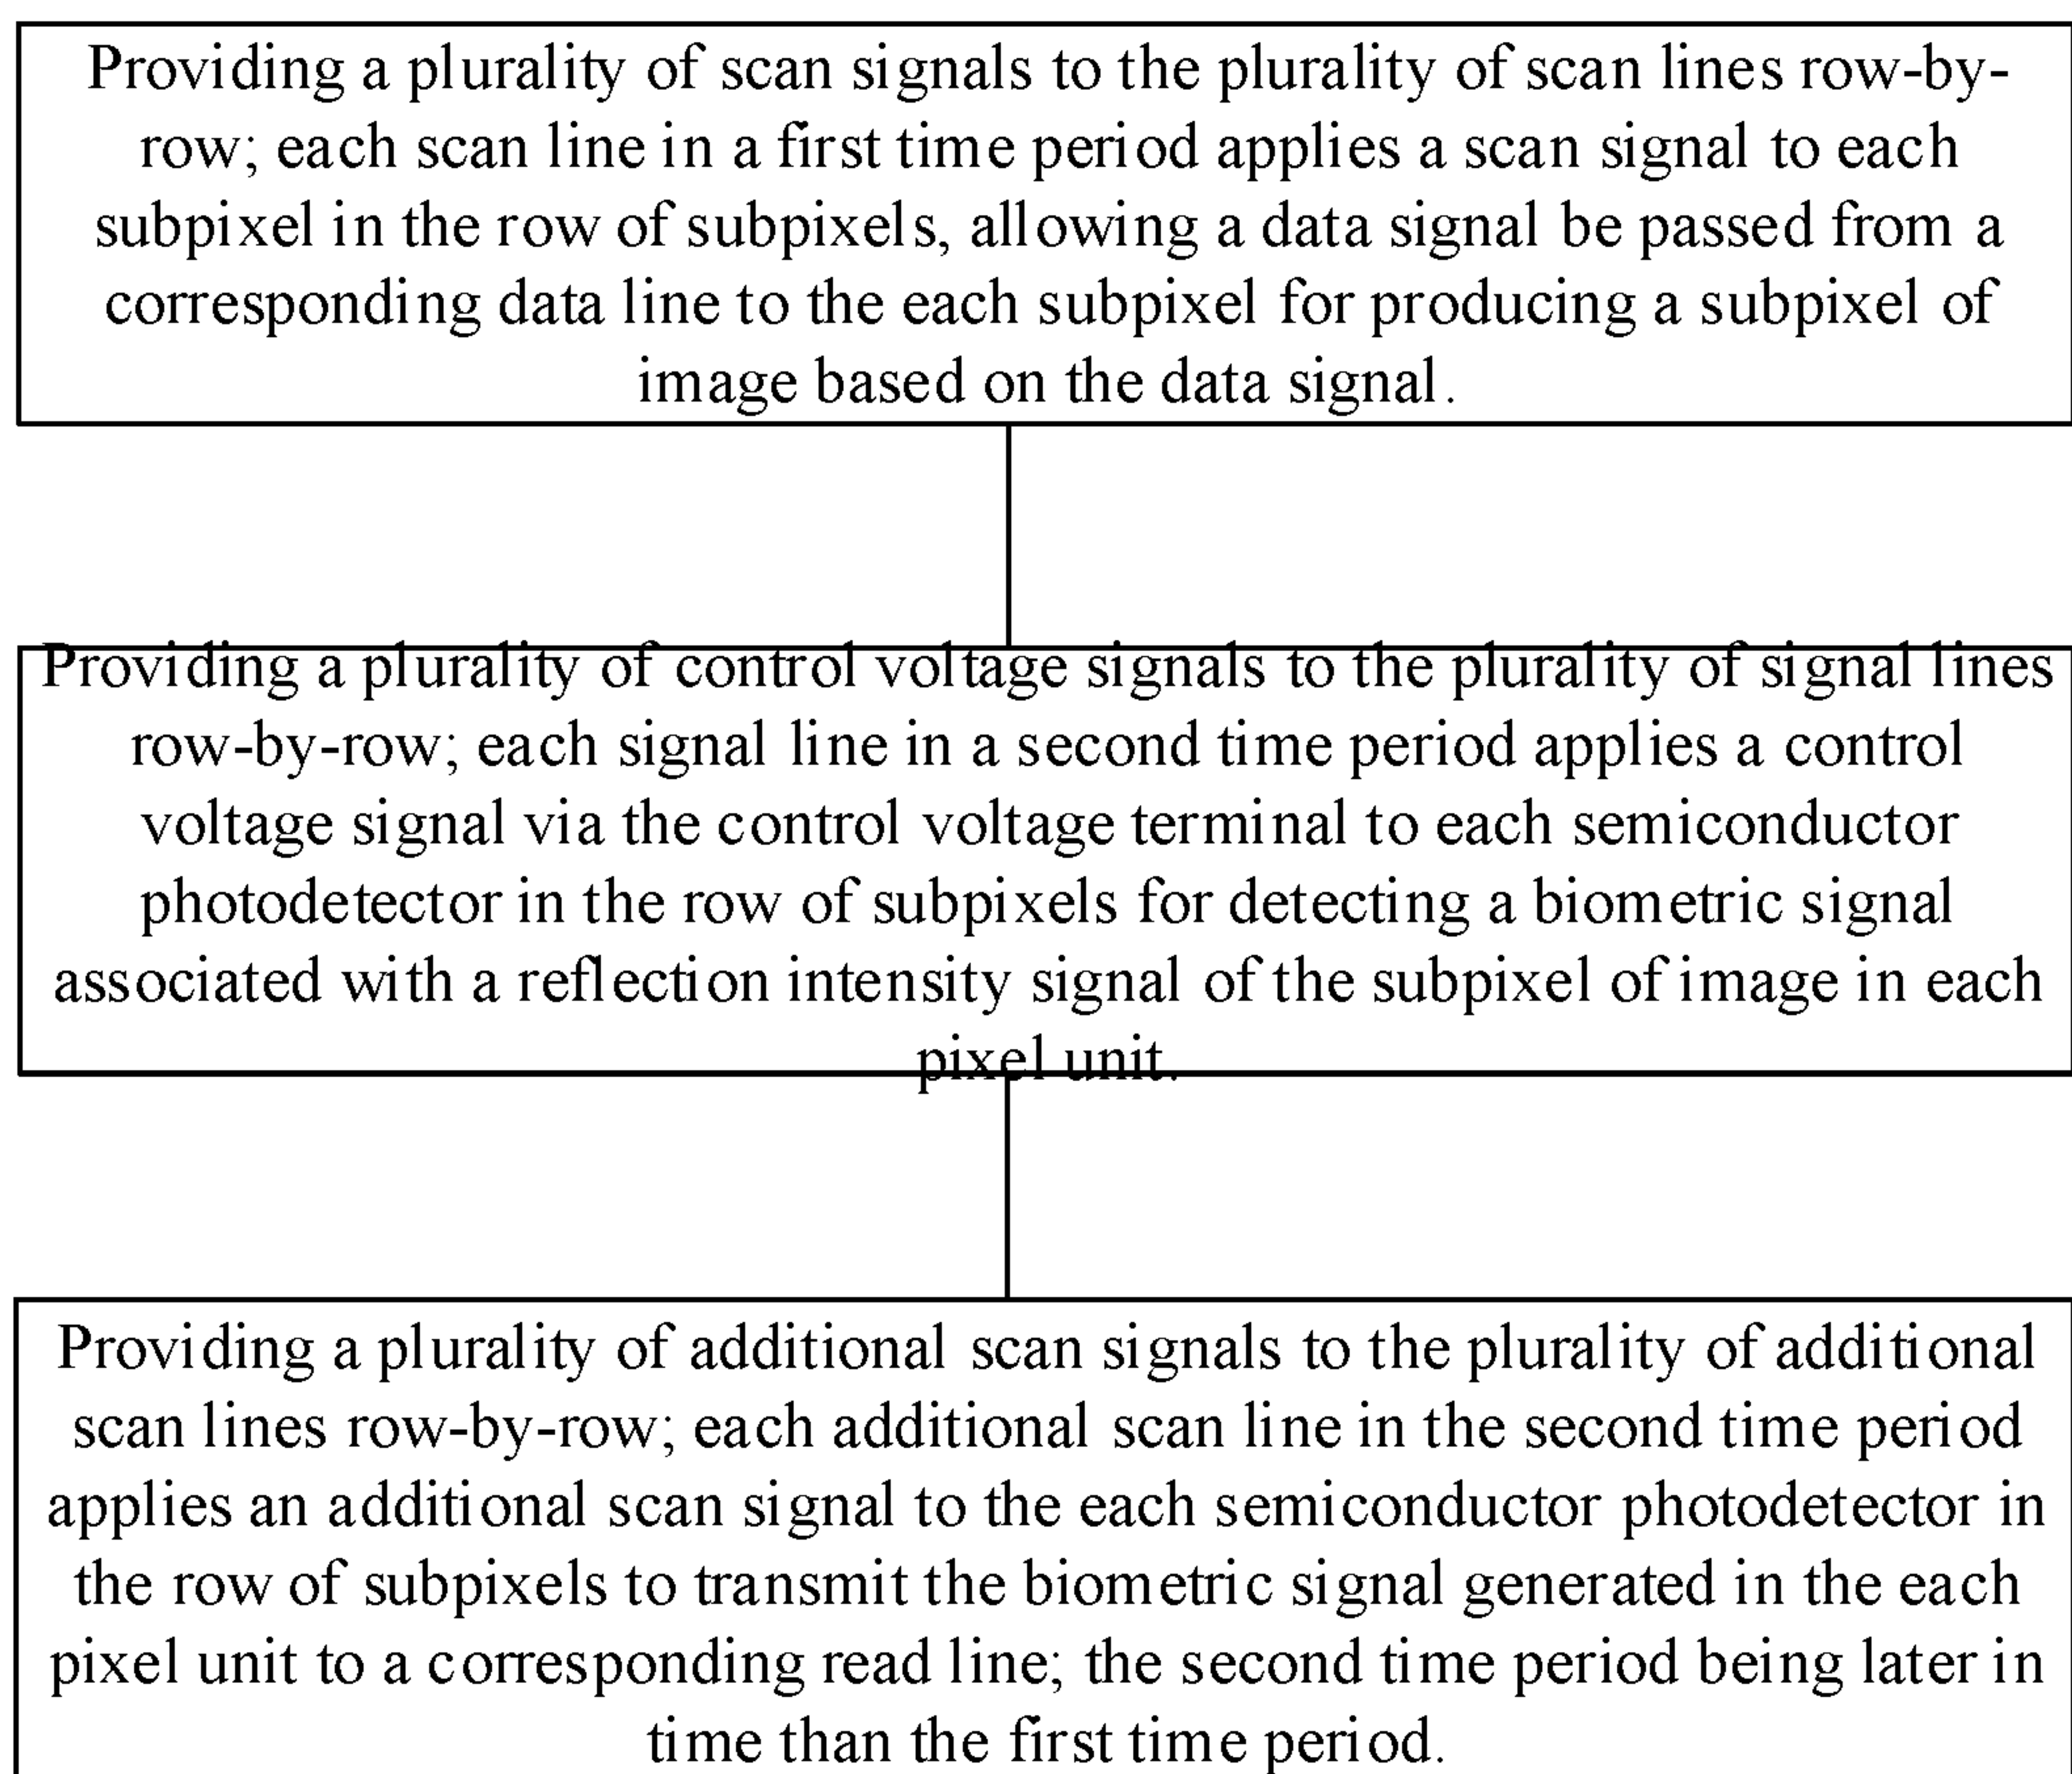 Providing a plurality of scan signals to the plurality of scan lines row-by-
row; each scan line in a first time period applies a scan signal to each
subpixel in the row of subpixels, allowing a data signal be passed from a
corresponding data line to the each subpixel for producing a subpixel of
image based on the data signal.
Providing a plurality of control voltage signals to the plurality of signal lines
row-by-row; each signal line in a second time period applies a control
voltage signal via the control voltage terminal to each semiconductor
photodetector in the row of subpixels for detecting a biometric signal
associated with a reflection intensity signal of the subpixel of image in each
pixel unit.
Providing a plurality of additional scan signals to the plurality of additional
scan lines row-by-row; each additional scan line in the second time period
applies an additional scan signal to the each semiconductor photodetector in
the row of subpixels to transmit the biometric signal generated in the each
pixel unit to a corresponding read line; the second time period being later in
time than the first time period.